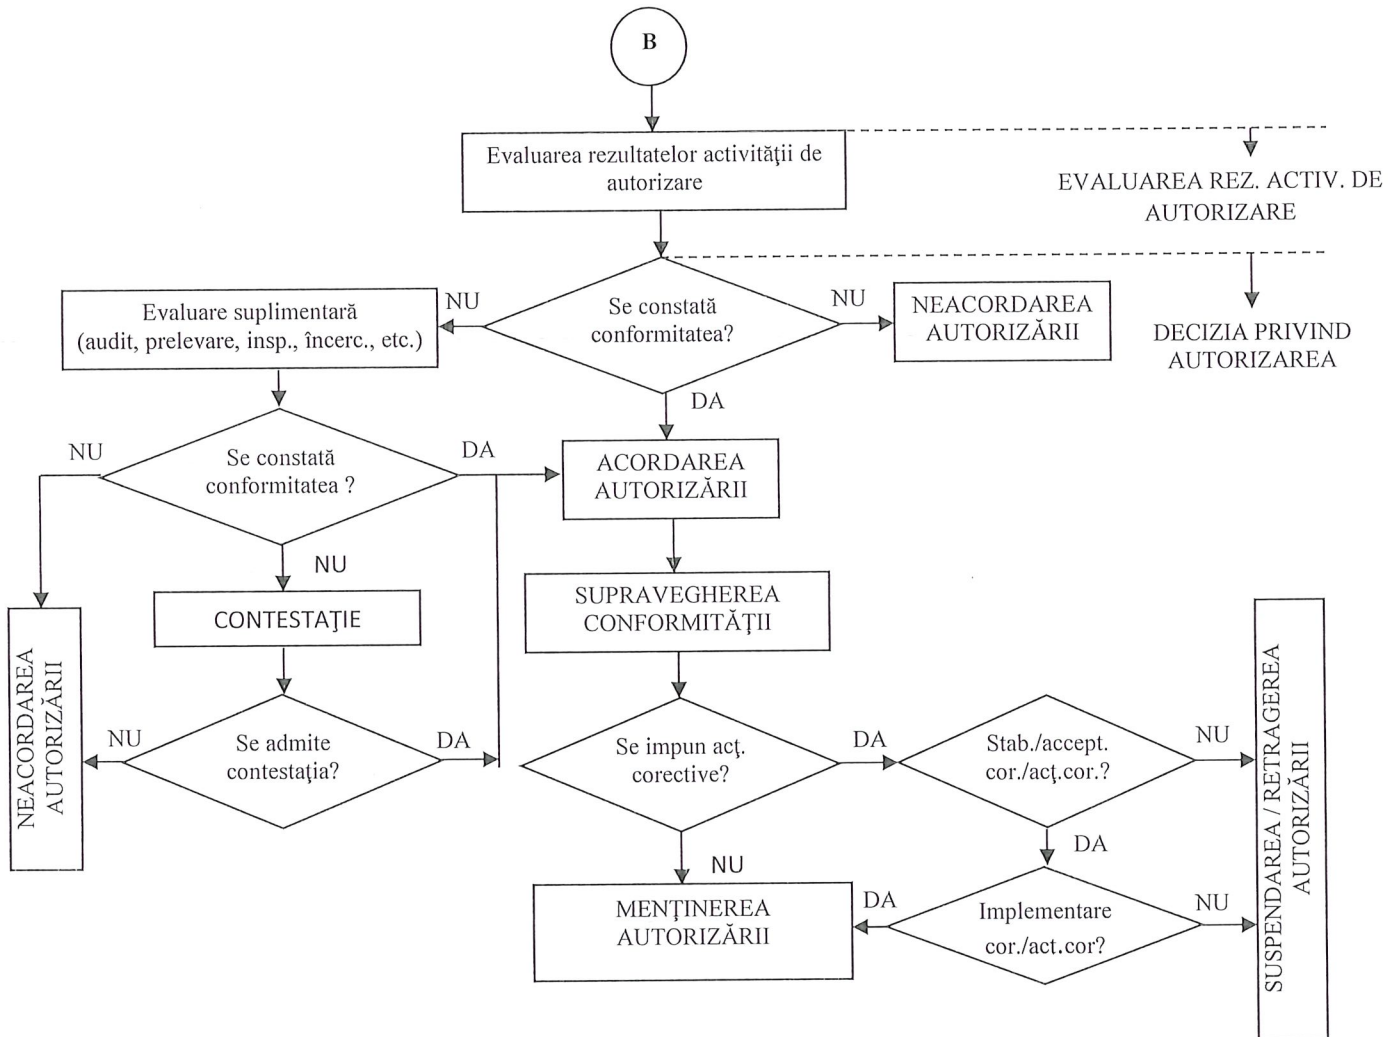 B
Evaluarea rezultatelor activităţii de
autorizare
EVALUAREA REZ. ACTIV. DE
AUTORIZARE
Evaluare suplimentară
(audit, prelevare, insp., încerc., etc.)
NU
Se constată
conformitatea?
NU
NEACORDAREA
AUTORIZĂRII
DECIZIA PRIVIND
AUTORIZAREA
DA
NU
Se constată
conformitatea ?
DA
ACORDAREA
AUTORIZĂRII
NU
CONTESTAŢIE
SUPRAVEGHEREA
CONFORMITĂŢII
NEACORDAREA
AUTORIZĂRII
NU
Se admite
contestaţia?
DA
Se impun acţ.
corective?
DA
Stab./accept.
cor./acţ.cor.?
NU
SUSPENDAREA / RETRAGEREA
AUTORIZĂRII
NU
DA
MENŢINEREA
AUTORIZĂRII
DA
Implementare
cor./act.cor?
NU